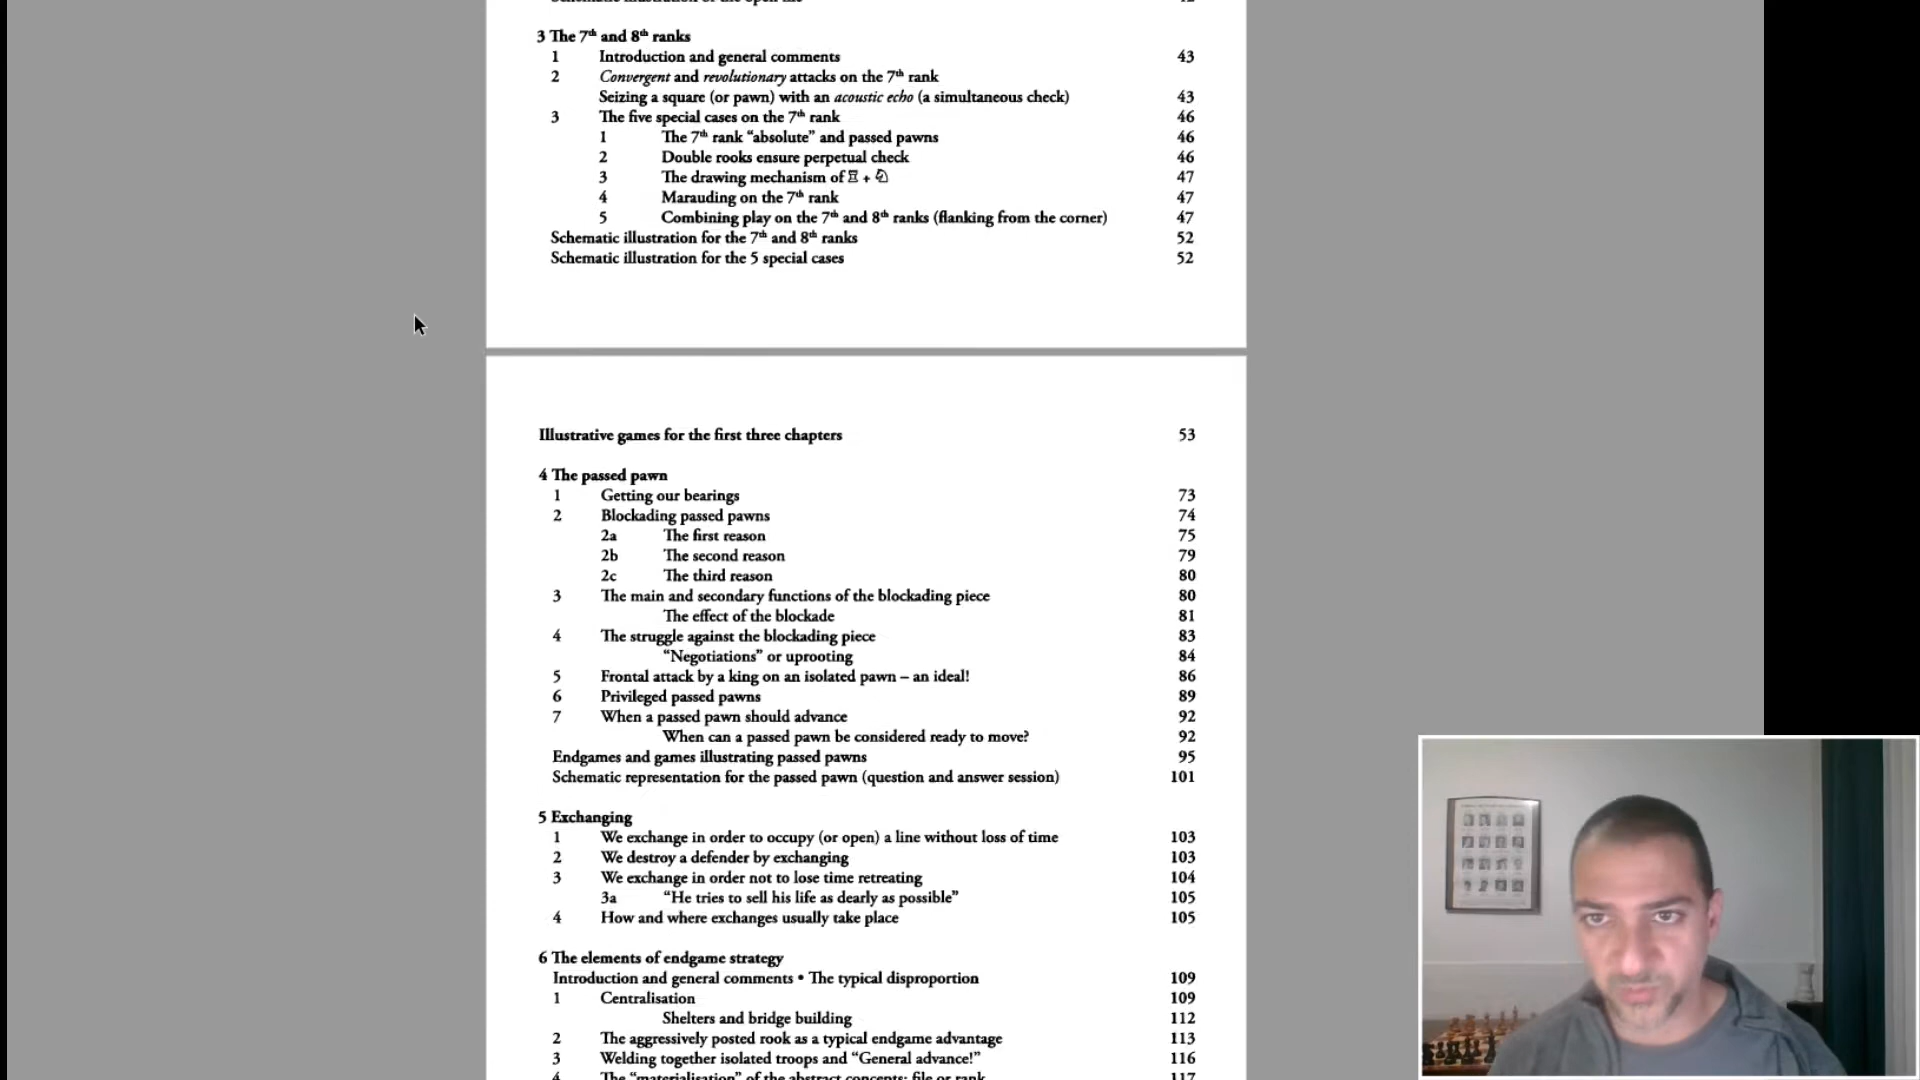 3 The 7th and 8th ranks
1 Introduction and general comments 43
2 Convergent and revolutionary attacks on the 7th rank
Seizing a square (or pawn) with an acoustic echo (a simultaneous check) 43
3 The five special cases on the 7th rank 46
1 The 7th rank “absolute” and passed pawns 46
2 Double rooks ensure perpetual check 46
3 The drawing mechanism of ♖ + ♘ 47
4 Marauding on the 7th rank 47
5 Combining play on the 7th and 8th ranks (flanking from the corner) 47
Schematic illustration for the 7th and 8th ranks 52
Schematic illustration for the 5 special cases 52
Illustrative games for the first three chapters 53
4 The passed pawn
1 Getting our bearings 73
2 Blockading passed pawns 74
2a The first reason 75
2b The second reason 79
2c The third reason 80
3 The main and secondary functions of the blockading piece 80
The effect of the blockade 81
4 The struggle against the blockading piece 83
“Negotiations” or uprooting 84
5 Frontal attack by a king on an isolated pawn – an ideal! 86
6 Privileged passed pawns 89
7 When a passed pawn should advance 92
When can a passed pawn be considered ready to move? 92
Endgames and games illustrating passed pawns 95
Schematic representation for the passed pawn (question and answer session) 101
5 Exchanging
1 We exchange in order to occupy (or open) a line without loss of time 103
2 We destroy a defender by exchanging 103
3 We exchange in order not to lose time retreating 104
3a “He tries to sell his life as dearly as possible” 105
4 How and where exchanges usually take place 105
6 The elements of endgame strategy
Introduction and general comments • The typical disproportion 109
1 Centralisation 109
Shelters and bridge building 112
2 The aggressively posted rook as a typical endgame advantage 113
3 Welding together isolated troops and “General advance!” 116
4 The “materialisation” of the abstract concepts: file or rank 117